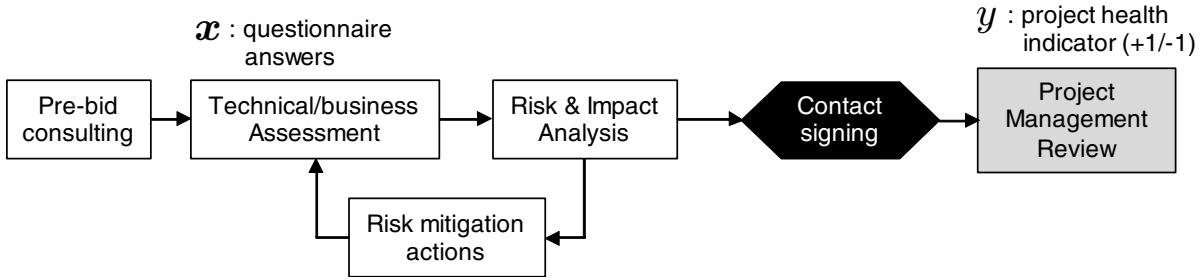 x : questionnaire
answers
y : project health
indicator (+1/-1)
Pre-bid
consulting
Technical/business
Assessment
Risk & Impact
Analysis
Contact
signing
Project
Management
Review
Risk mitigation
actions